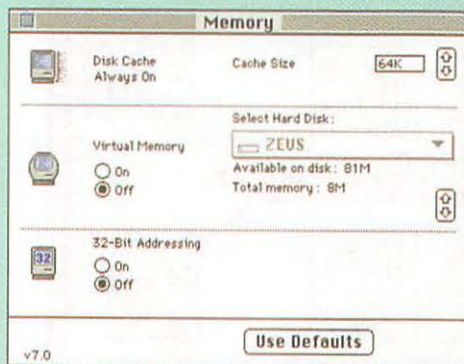 Memory
Disk Cache
Always On
Cache Size
64K
Select Hard Disk:
ZEUS
Virtual Memory
On
Off
Available on disk: 81M
Total memory: 8M
32-Bit Addressing
32
On
Off
Use Defaults
v7.0